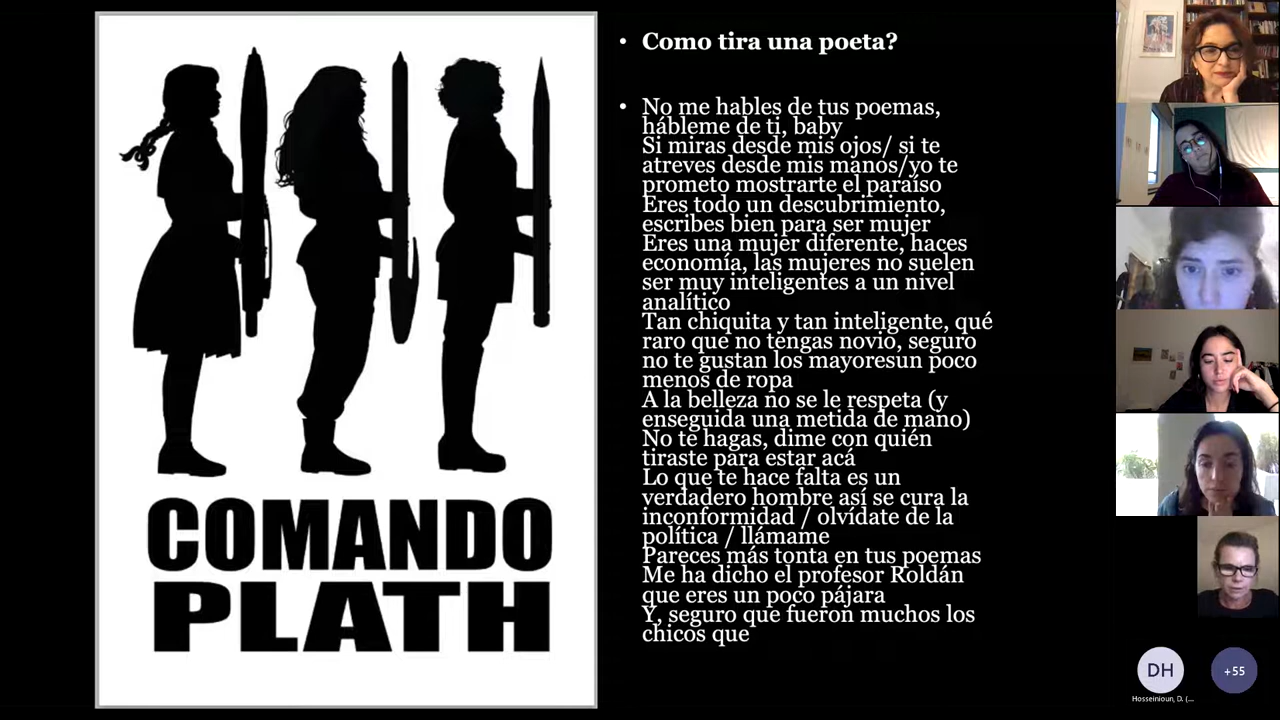 COMANDO
PLATH
• Como tira una poeta?
• No me hables de tus poemas,
hábleme de ti, baby
Si miras desde mis ojos/ si te
atreves desde mis manos/yo te
prometo mostrarte el paraíso
Eres todo un descubrimiento,
escribes bien para ser mujer
Eres una mujer diferente, haces
economía, las mujeres no suelen
ser muy inteligentes a un nivel
analítico
Tan chiquita y tan inteligente, qué
raro que no tengas novio, seguro
no te gustan los mayoresun poco
menos de ropa
A la belleza no se le respeta (y
enseguida una metida de mano)
No te hagas, dime con quién
tiraste para estar acá
Lo que te hace falta es un
verdadero hombre así se cura la
inconformidad / olvídate de la
política / llámame
Pareces más tonta en tus poemas
Me ha dicho el profesor Roldán
que eres un poco pájara
Y, seguro que fueron muchos los
chicos que
DH
+55
Hosseinioun, D. (...